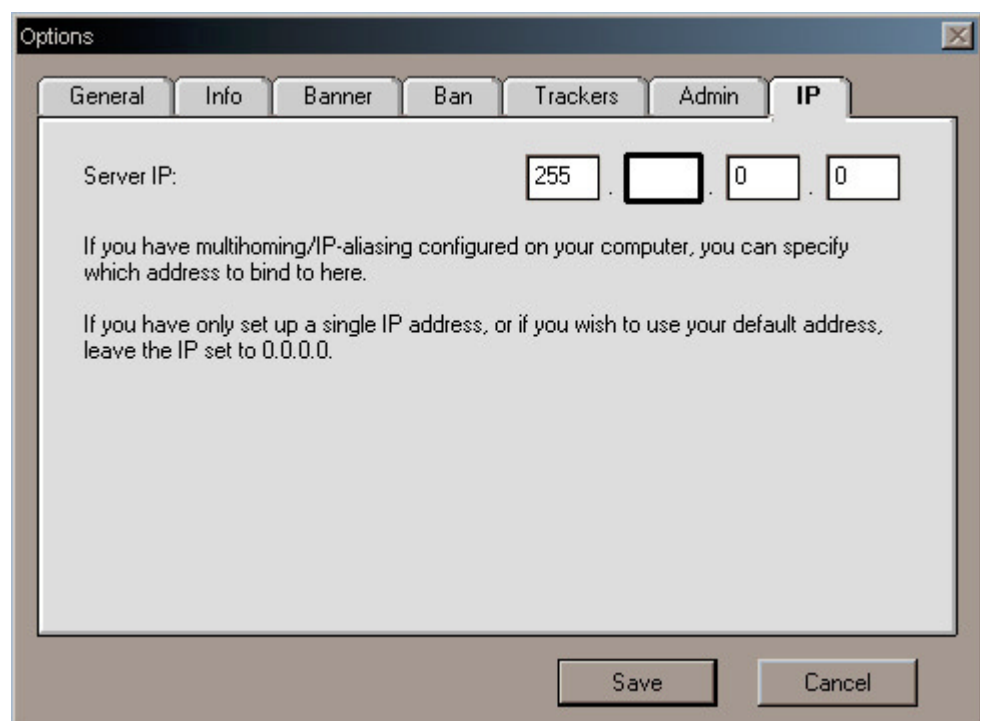 Options
General Info Banner Ban Trackers Admin IP
Server IP: 255 . . 0 . 0
If you have multihoming/IP-aliasing configured on your computer, you can specify
which address to bind to here.
If you have only set up a single IP address, or if you wish to use your default address,
leave the IP set to 0.0.0.0.
Save Cancel